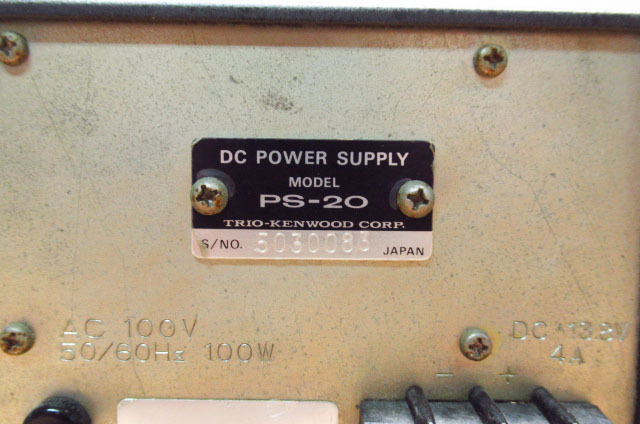 DC POWER SUPPLY
MODEL
PS-20
TRIO-KENWOOD CORP.
S/NO. 5030083
JAPAN
AC 100V
50/60Hz 100W
DC 13.8V
4A
- +